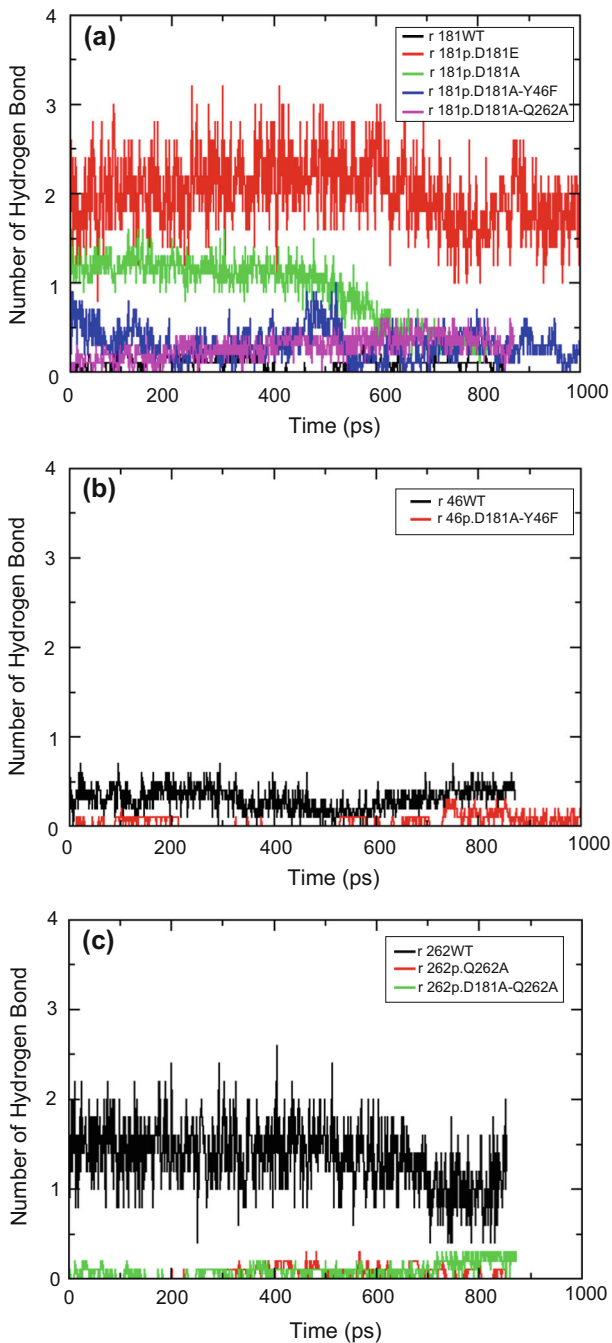 (a)
r 181WT
r 181p.D181E
r 181p.D181A
r 181p.D181A-Y46F
r 181p.D181A-Q262A
Number of Hydrogen Bond
4
3
2
1
0
0 200 400 600 800 1000
Time (ps)
(b)
r 46WT
r 46p.D181A-Y46F
Number of Hydrogen Bond
4
3
2
1
0
0 200 400 600 800 1000
Time (ps)
(c)
r 262WT
r 262p.Q262A
r 262p.D181A-Q262A
Number of Hydrogen Bond
4
3
2
1
0
0 200 400 600 800 1000
Time (ps)